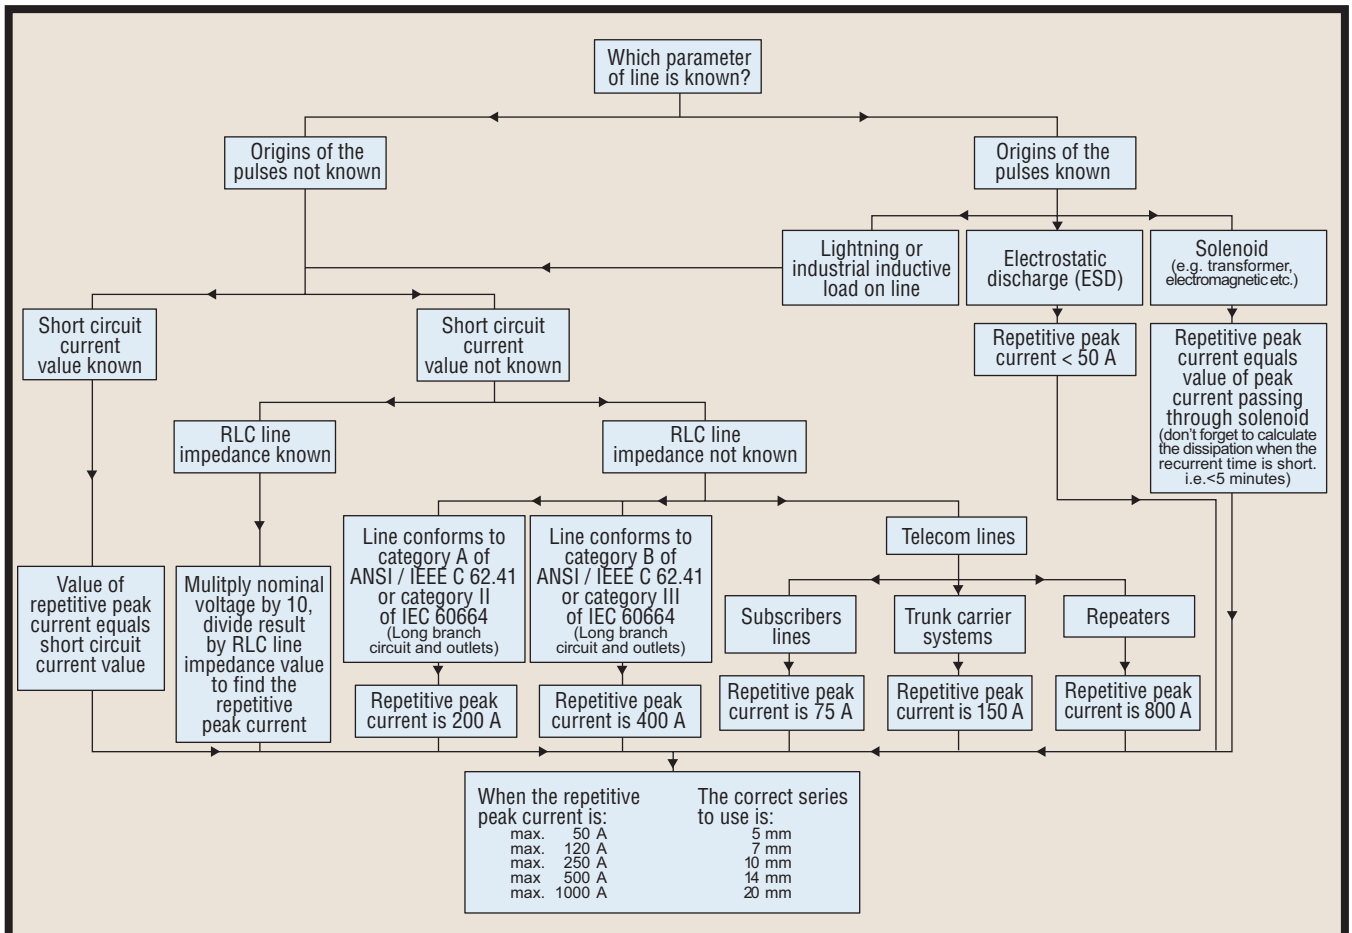 Which parameter
of line is known?
Origins of the
pulses not known
Origins of the
pulses known
Lightning or
industrial inductive
load on line
Electrostatic
discharge (ESD)
Solenoid
(e.g. transformer,
electromagnetic etc.)
Short circuit
current
value known
Short circuit
current
value not known
Repetitive peak
current < 50 A
Repetitive peak
current equals
value of peak
current passing
through solenoid
(don't forget to calculate
the dissipation when the
recurrent time is short.
i.e.<5 minutes)
RLC line
impedance known
RLC line
impedance not known
Line conforms to
category A of
ANSI / IEEE C 62.41
or category II
of IEC 60664
(Long branch
circuit and outlets)
Line conforms to
category B of
ANSI / IEEE C 62.41
or category III
of IEC 60664
(Long branch
circuit and outlets)
Telecom lines
Value of
repetitive peak
current equals
short circuit
current value
Mulitply nominal
voltage by 10,
divide result
by RLC line
impedance value
to find the
repetitive
peak current
Subscribers
lines
Trunk carrier
systems
Repeaters
Repetitive peak
current is 200 A
Repetitive peak
current is 400 A
Repetitive peak
current is 75 A
Repetitive peak
current is 150 A
Repetitive peak
current is 800 A
When the repetitive
peak current is:
max. 50 A
max. 120 A
max. 250 A
max 500 A
max. 1000 A
The correct series
to use is:
5 mm
7 mm
10 mm
14 mm
20 mm